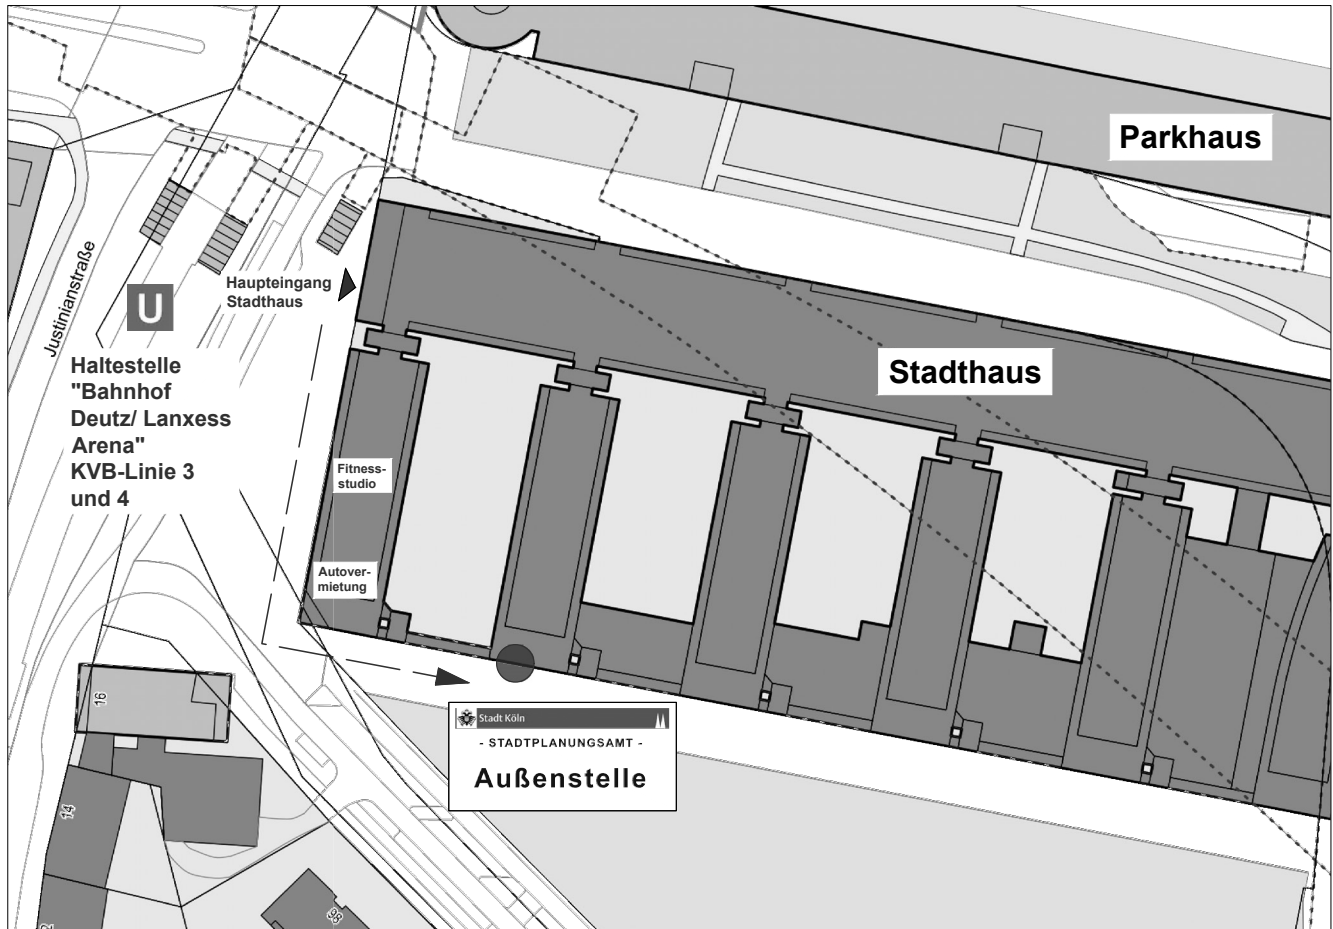 Parkhaus
Justinianstraße
U
Haupteingang
Stadthaus
Haltestelle
"Bahnhof
Deutz/ Lanxess
Arena"
KVB-Linie 3
und 4
Stadthaus
Fitness-
studio
Autover-
mietung
16
Stadt Köln
- STADTPLANUNGSAMT -
Außenstelle
14